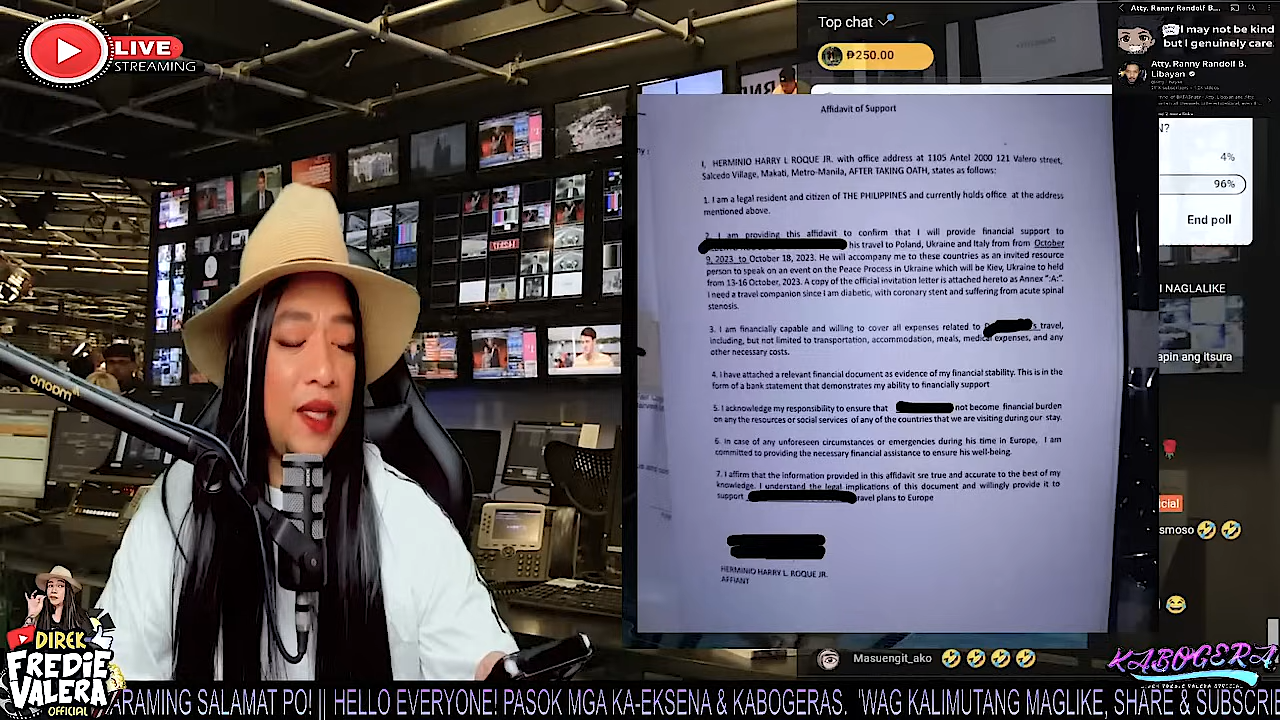 LIVE
STREAMING
Top chat
₱250.00
Atty. Ranny Randolf B...
I may not be kind
but I genuinely care.
Atty. Ranny Randolf B.
Libayan
N?
4%
96%
End poll
I NAGLALIKE
apin ang Itsura
cial
smoso 🤣 🤣
😂
Masuengit_ako 🤣 🤣 🤣 🤣
Affidavit of Support
I, HERMINIO HARRY L ROQUE JR. with office address at 1105 Antel 2000 121 Valero street,
Salcedo Village, Makati, Metro-Manila, AFTER TAKING OATH, states as follows:
1. I am a legal resident and citizen of THE PHILIPPINES and currently holds office at the address
mentioned above.
2. I am providing this affidavit to confirm that I will provide financial support to
his travel to Poland, Ukraine and Italy from from October
9, 2023 to October 18, 2023. He will accompany me to these countries as an invited resource
person to speak on an event on the Peace Process in Ukraine which will be Kiev, Ukraine to held
from 13-16 October, 2023. A copy of the official invitation letter is attached hereto as Annex ":A:".
I need a travel companion since I am diabetic, with coronary stent and suffering from acute spinal
stenosis.
3. I am financially capable and willing to cover all expenses related to 's travel,
including, but not limited to transportation, accommodation, meals, medical expenses, and any
other necessary costs.
4. I have attached a relevant financial document as evidence of my financial stability. This is in the
form of a bank statement that demonstrates my ability to financially support
5. I acknowledge my responsibility to ensure that not become financial burden
on any the resources or social services of any of the countries that we are visiting during our stay.
6. In case of any unforeseen circumstances or emergencies during his time in Europe, I am
committed to providing the necessary financial assistance to ensure his well-being.
7. I affirm that the information provided in this affidavit sre true and accurate to the best of my
knowledge. I understand the legal implications of this document and willingly provide it to
support ravel plans to Europe
HERMINIO HARRY L. ROQUE JR.
AFFIANT
DIREK
FREDIE
VALERA
OFFICIAL
KABOGERA
ARAMING SALAMAT PO! || HELLO EVERYONE! PASOK MGA KA-EKSENA & KABOGERAS. 'WAG KALIMUTANG MAGLIKE, SHARE & SUBSCRIB